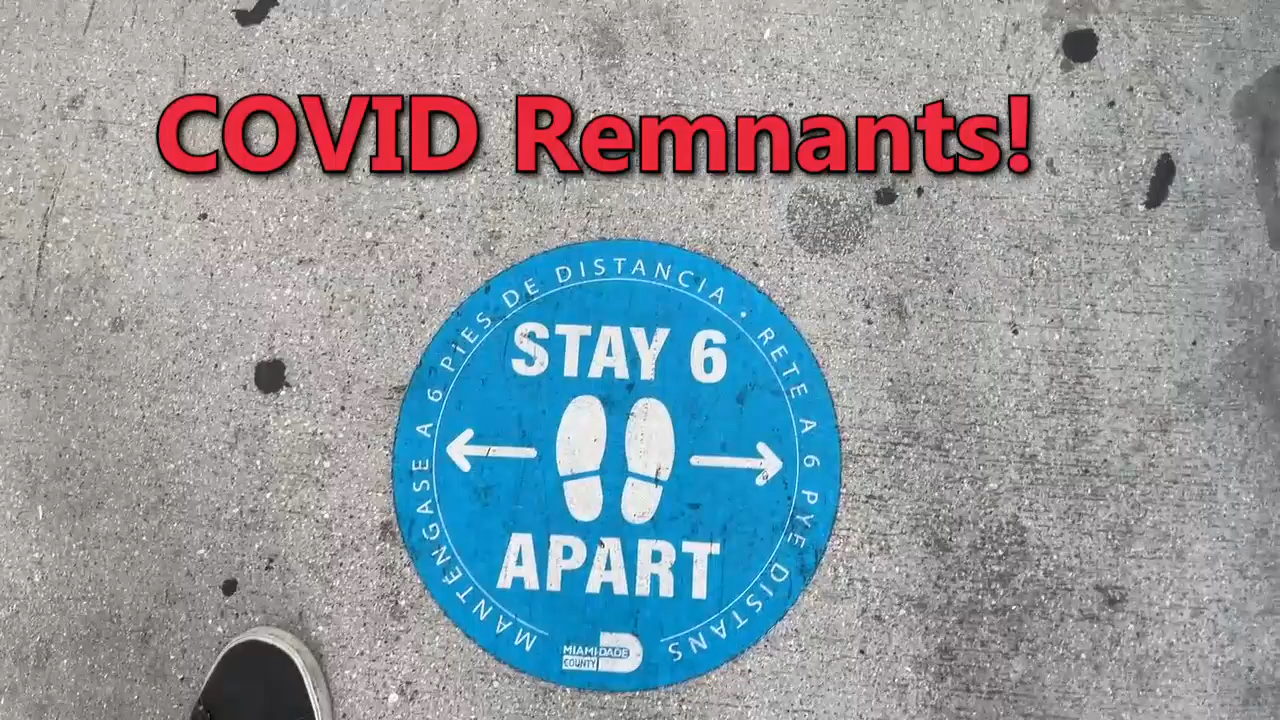 COVID Remnants!
MANTÉNGASE A 6 PIES DE DISTANCIA • RETE A 6 PYE DISTANS
STAY 6
APART
MIAMI-DADE
COUNTY